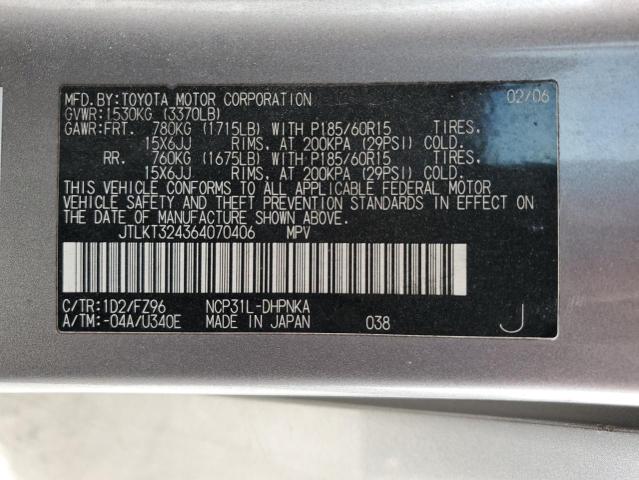 MFD. BY:TOYOTA MOTOR CORPORATION 02/06
GVWR:1530KG (3370LB)
GAWR:FRT. 780KG (1715LB) WITH P185/60R15 TIRES.
15X6JJ RIMS, AT 200KPA (29PSI) COLD.
RR. 760KG (1675LB) WITH P185/60R15 TIRES.
15X6JJ RIMS, AT 200KPA (29PSI) COLD.
THIS VEHICLE CONFORMS TO ALL APPLICABLE FEDERAL MOTOR
VEHICLE SAFETY AND THEFT PREVENTION STANDARDS IN EFFECT ON
THE DATE OF MANUFACTURE SHOWN ABOVE.
JTLKT324364070406 MPV
C/TR:1D2/FZ96 NCP31L-DHPNKA
A/TM:-04A/U340E MADE IN JAPAN 038 J